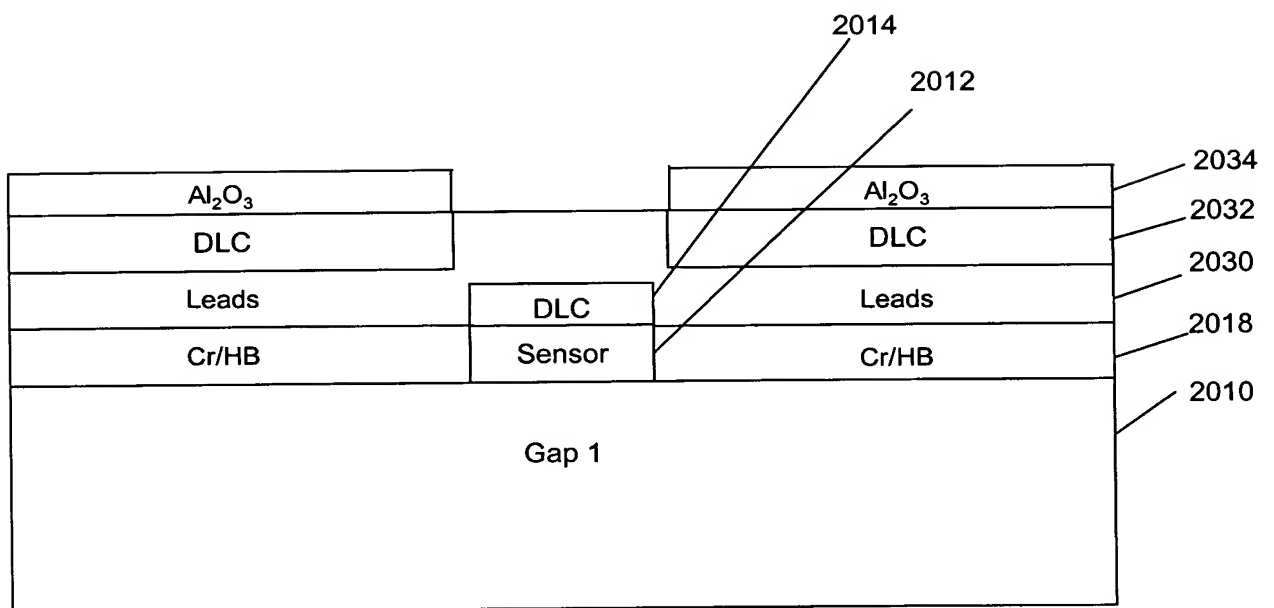 2014
2012
2034
Al₂O₃
Al₂O₃
2032
DLC
DLC
2030
Leads
DLC
Leads
2018
Cr/HB
Sensor
Cr/HB
2010
Gap 1